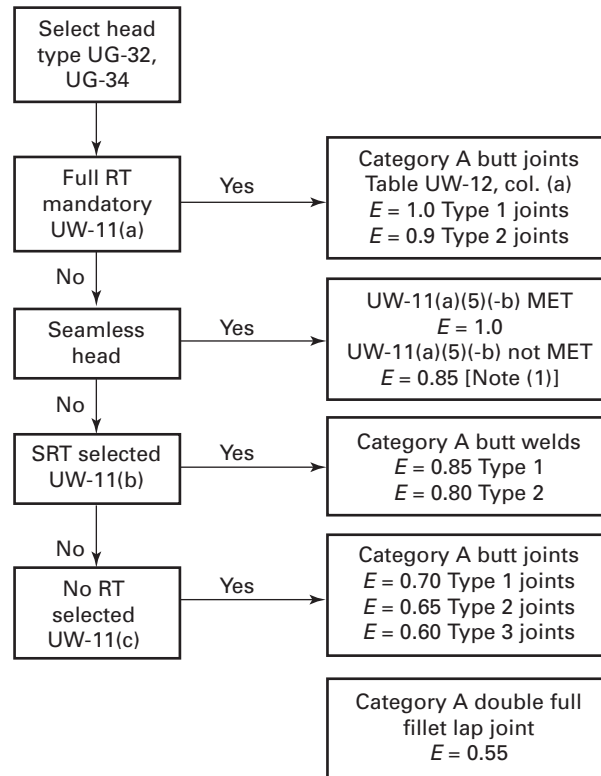 Select head
type UG-32,
UG-34
Full RT
mandatory
UW-11(a)
Yes
Category A butt joints
Table UW-12, col. (a)
E = 1.0 Type 1 joints
E = 0.9 Type 2 joints
No
Seamless
head
Yes
UW-11(a)(5)(-b) MET
E = 1.0
UW-11(a)(5)(-b) not MET
E = 0.85 [Note (1)]
No
SRT selected
UW-11(b)
Yes
Category A butt welds
E = 0.85 Type 1
E = 0.80 Type 2
No
No RT
selected
UW-11(c)
Yes
Category A butt joints
E = 0.70 Type 1 joints
E = 0.65 Type 2 joints
E = 0.60 Type 3 joints
Category A double full
fillet lap joint
E = 0.55